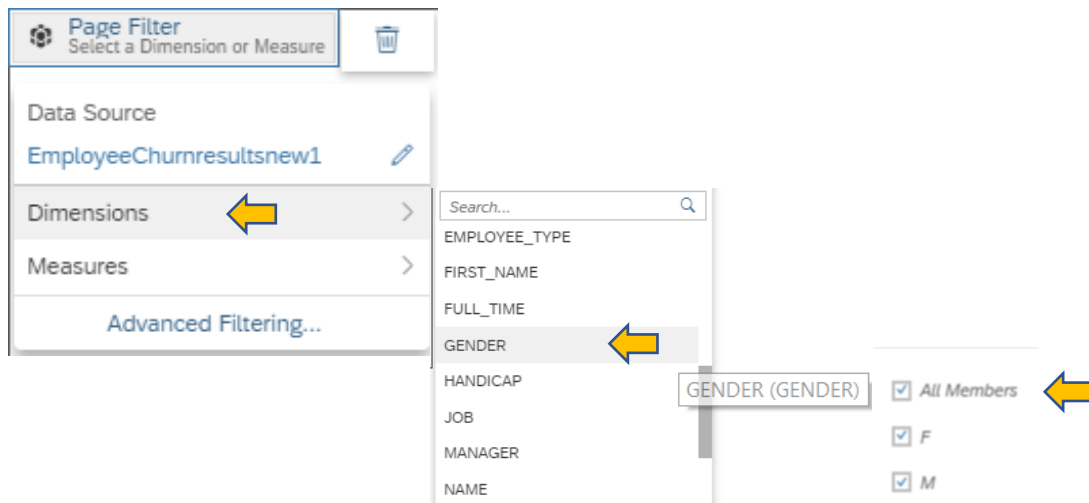 Page Filter
Select a Dimension or Measure
Data Source
EmployeeChurnresultsnew1
Dimensions
Measures
Advanced Filtering...
Search...
EMPLOYEE_TYPE
FIRST_NAME
FULL_TIME
GENDER
HANDICAP
JOB
MANAGER
NAME
GENDER (GENDER)
All Members
F
M